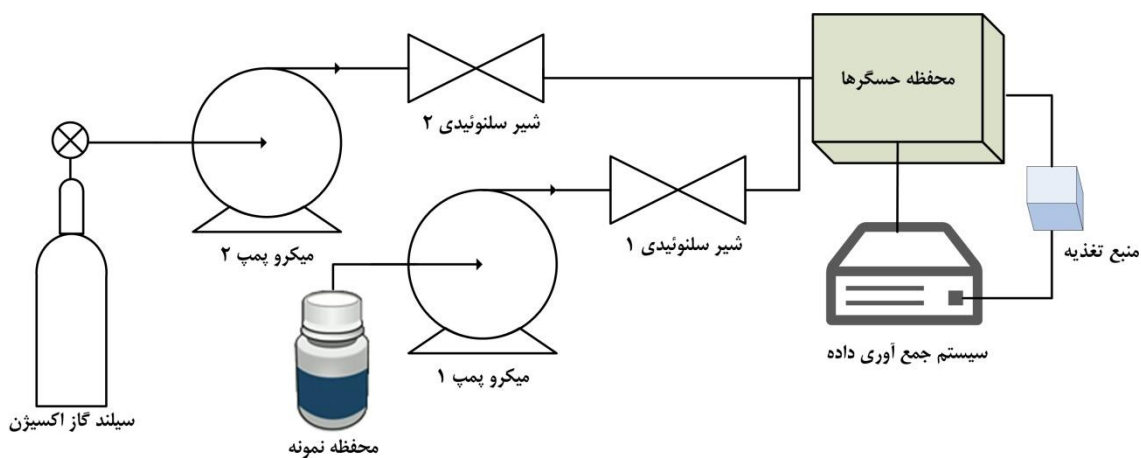 محفظه حسگرها
شیر سلنوئیدی ۲
شیر سلنوئیدی ۱
میکرو پمپ ۲
منبع تغذیه
سیستم جمع آوری داده
میکرو پمپ ۱
سیلند گاز اکسیژن
محفظه نمونه